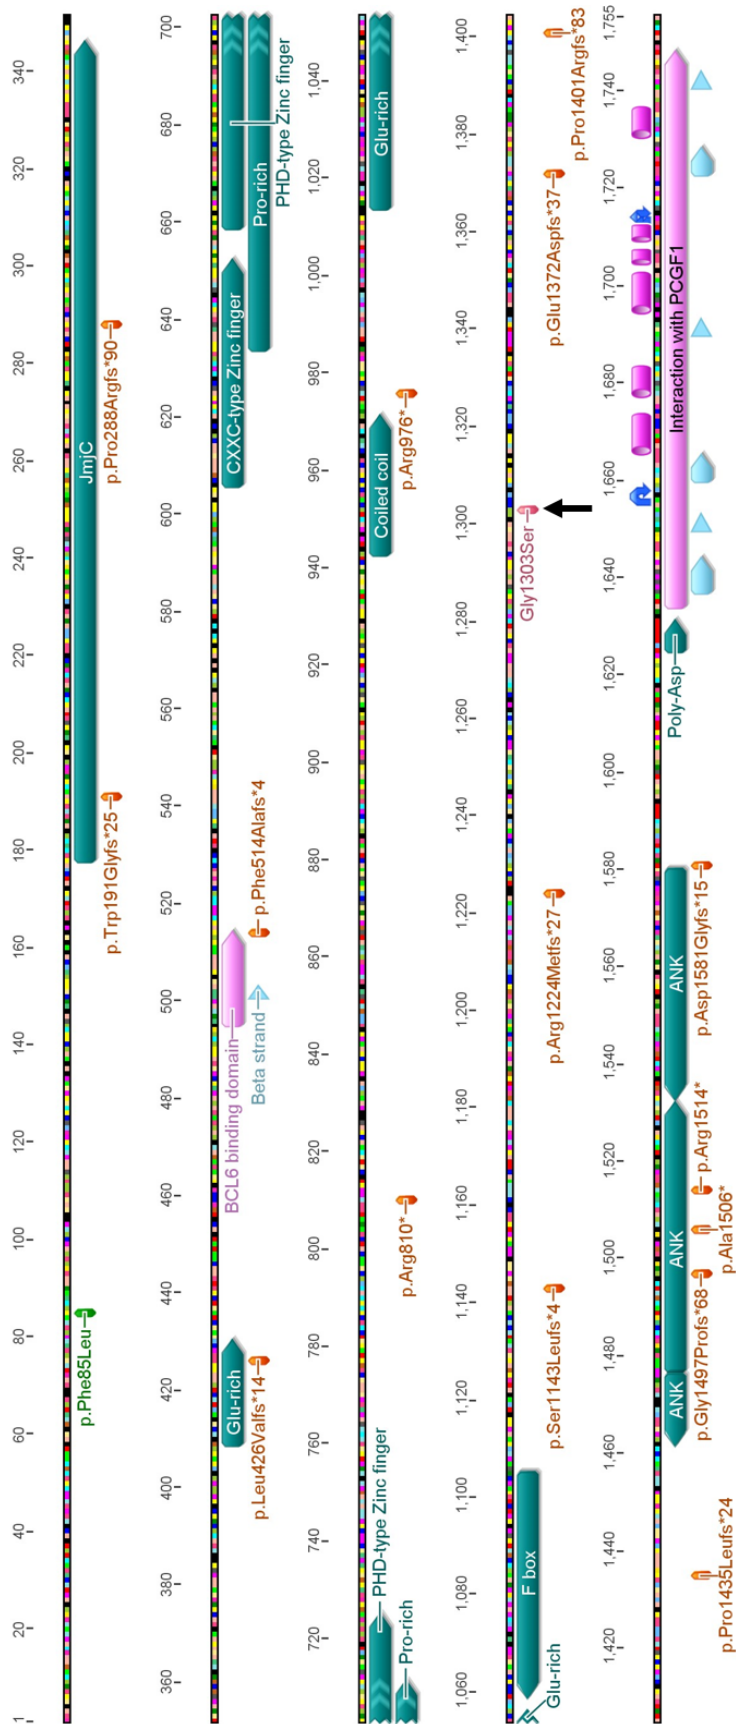 1 20 40 60 80 100 120 140 160 180 200 220 240 260 280 300 320 340
JmjC
p.Phe85Leu
p.Trp191Glyfs*25
p.Pro288Argfs*90
360 380 400 420 440 460 480 500 520 540 560 580 600 620 640 660 680 700
Glu-rich
p.Leu426Valfs*14
BCL6 binding domain
Beta strand
p.Phe514Alafs*4
CXXC-type Zinc finger
Pro-rich
PHD-type Zinc finger
720 740 760 780 800 820 840 860 880 900 920 940 960 980 1,000 1,020 1,040
PHD-type Zinc finger
Pro-rich
p.Arg810*
Coiled coil
p.Arg976*
Glu-rich
1,060 1,080 1,100 1,120 1,140 1,160 1,180 1,200 1,220 1,240 1,260 1,280 1,300 1,320 1,340 1,360 1,380 1,400
F box
Glu-rich
p.Ser1143Leufs*4
p.Arg1224Metfs*27
Gly1303Ser
p.Glu1372Aspfs*37
p.Pro1401Argfs*83
1,420 1,440 1,460 1,480 1,500 1,520 1,540 1,560 1,580 1,600 1,620 1,640 1,660 1,680 1,700 1,720 1,740 1,755
ANK ANK ANK
Poly-Asp
Interaction with PCGF1
p.Pro1435Leufs*24
p.Gly1497Profs*68
p.Ala1506*
p.Arg1514*
p.Asp1581Glyfs*15